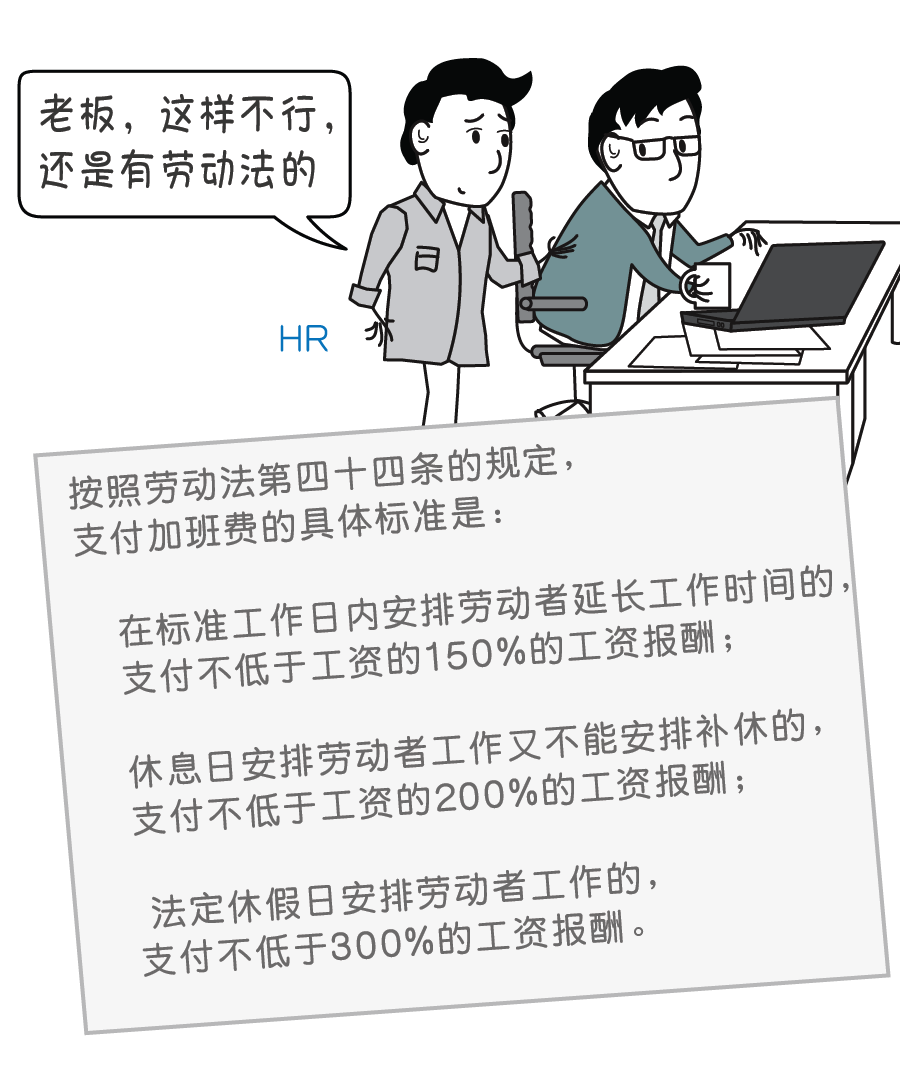 老板，这样不行，
还是有劳动法的
HR
按照劳动法第四十四条的规定，
支付加班费的具体标准是：
在标准工作日内安排劳动者延长工作时间的，
支付不低于工资的150%的工资报酬；
休息日安排劳动者工作又不能安排补休的，
支付不低于工资的200%的工资报酬；
法定休假日安排劳动者工作的，
支付不低于300%的工资报酬。